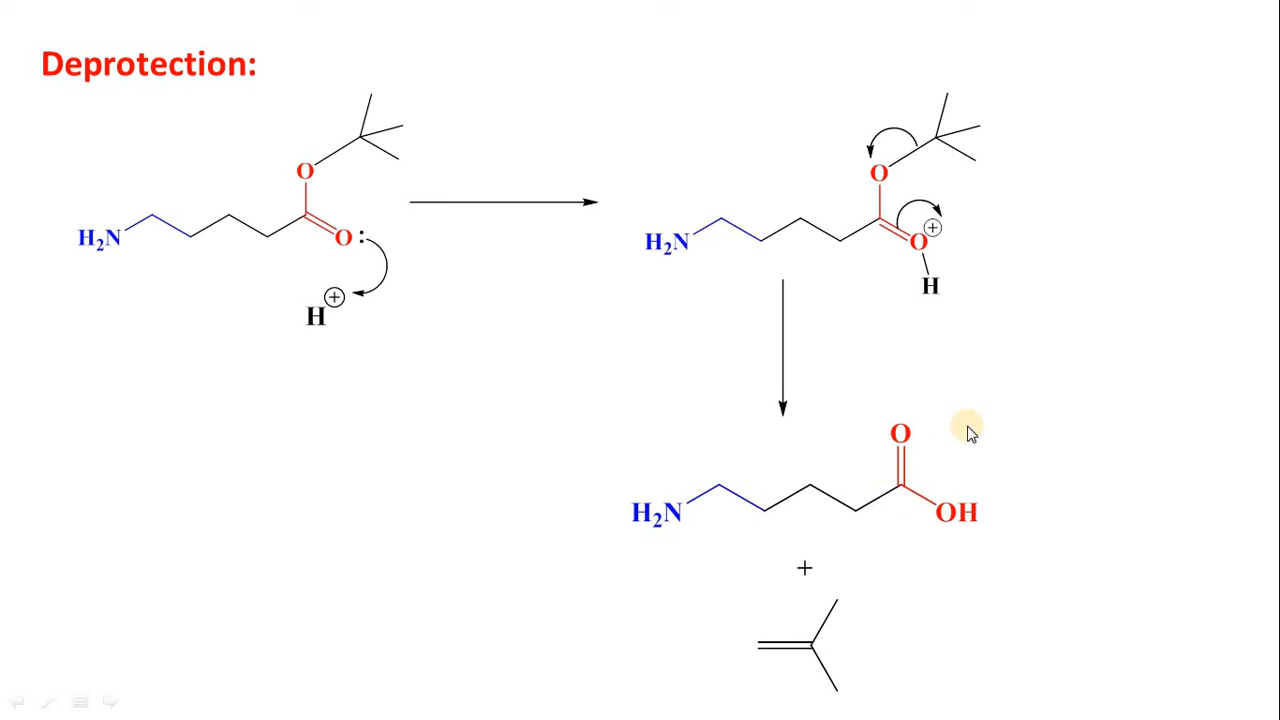 Deprotection:
O
H₂N
O:
H⊕
O
H₂N
O⊕
H
O
H₂N
OH
+